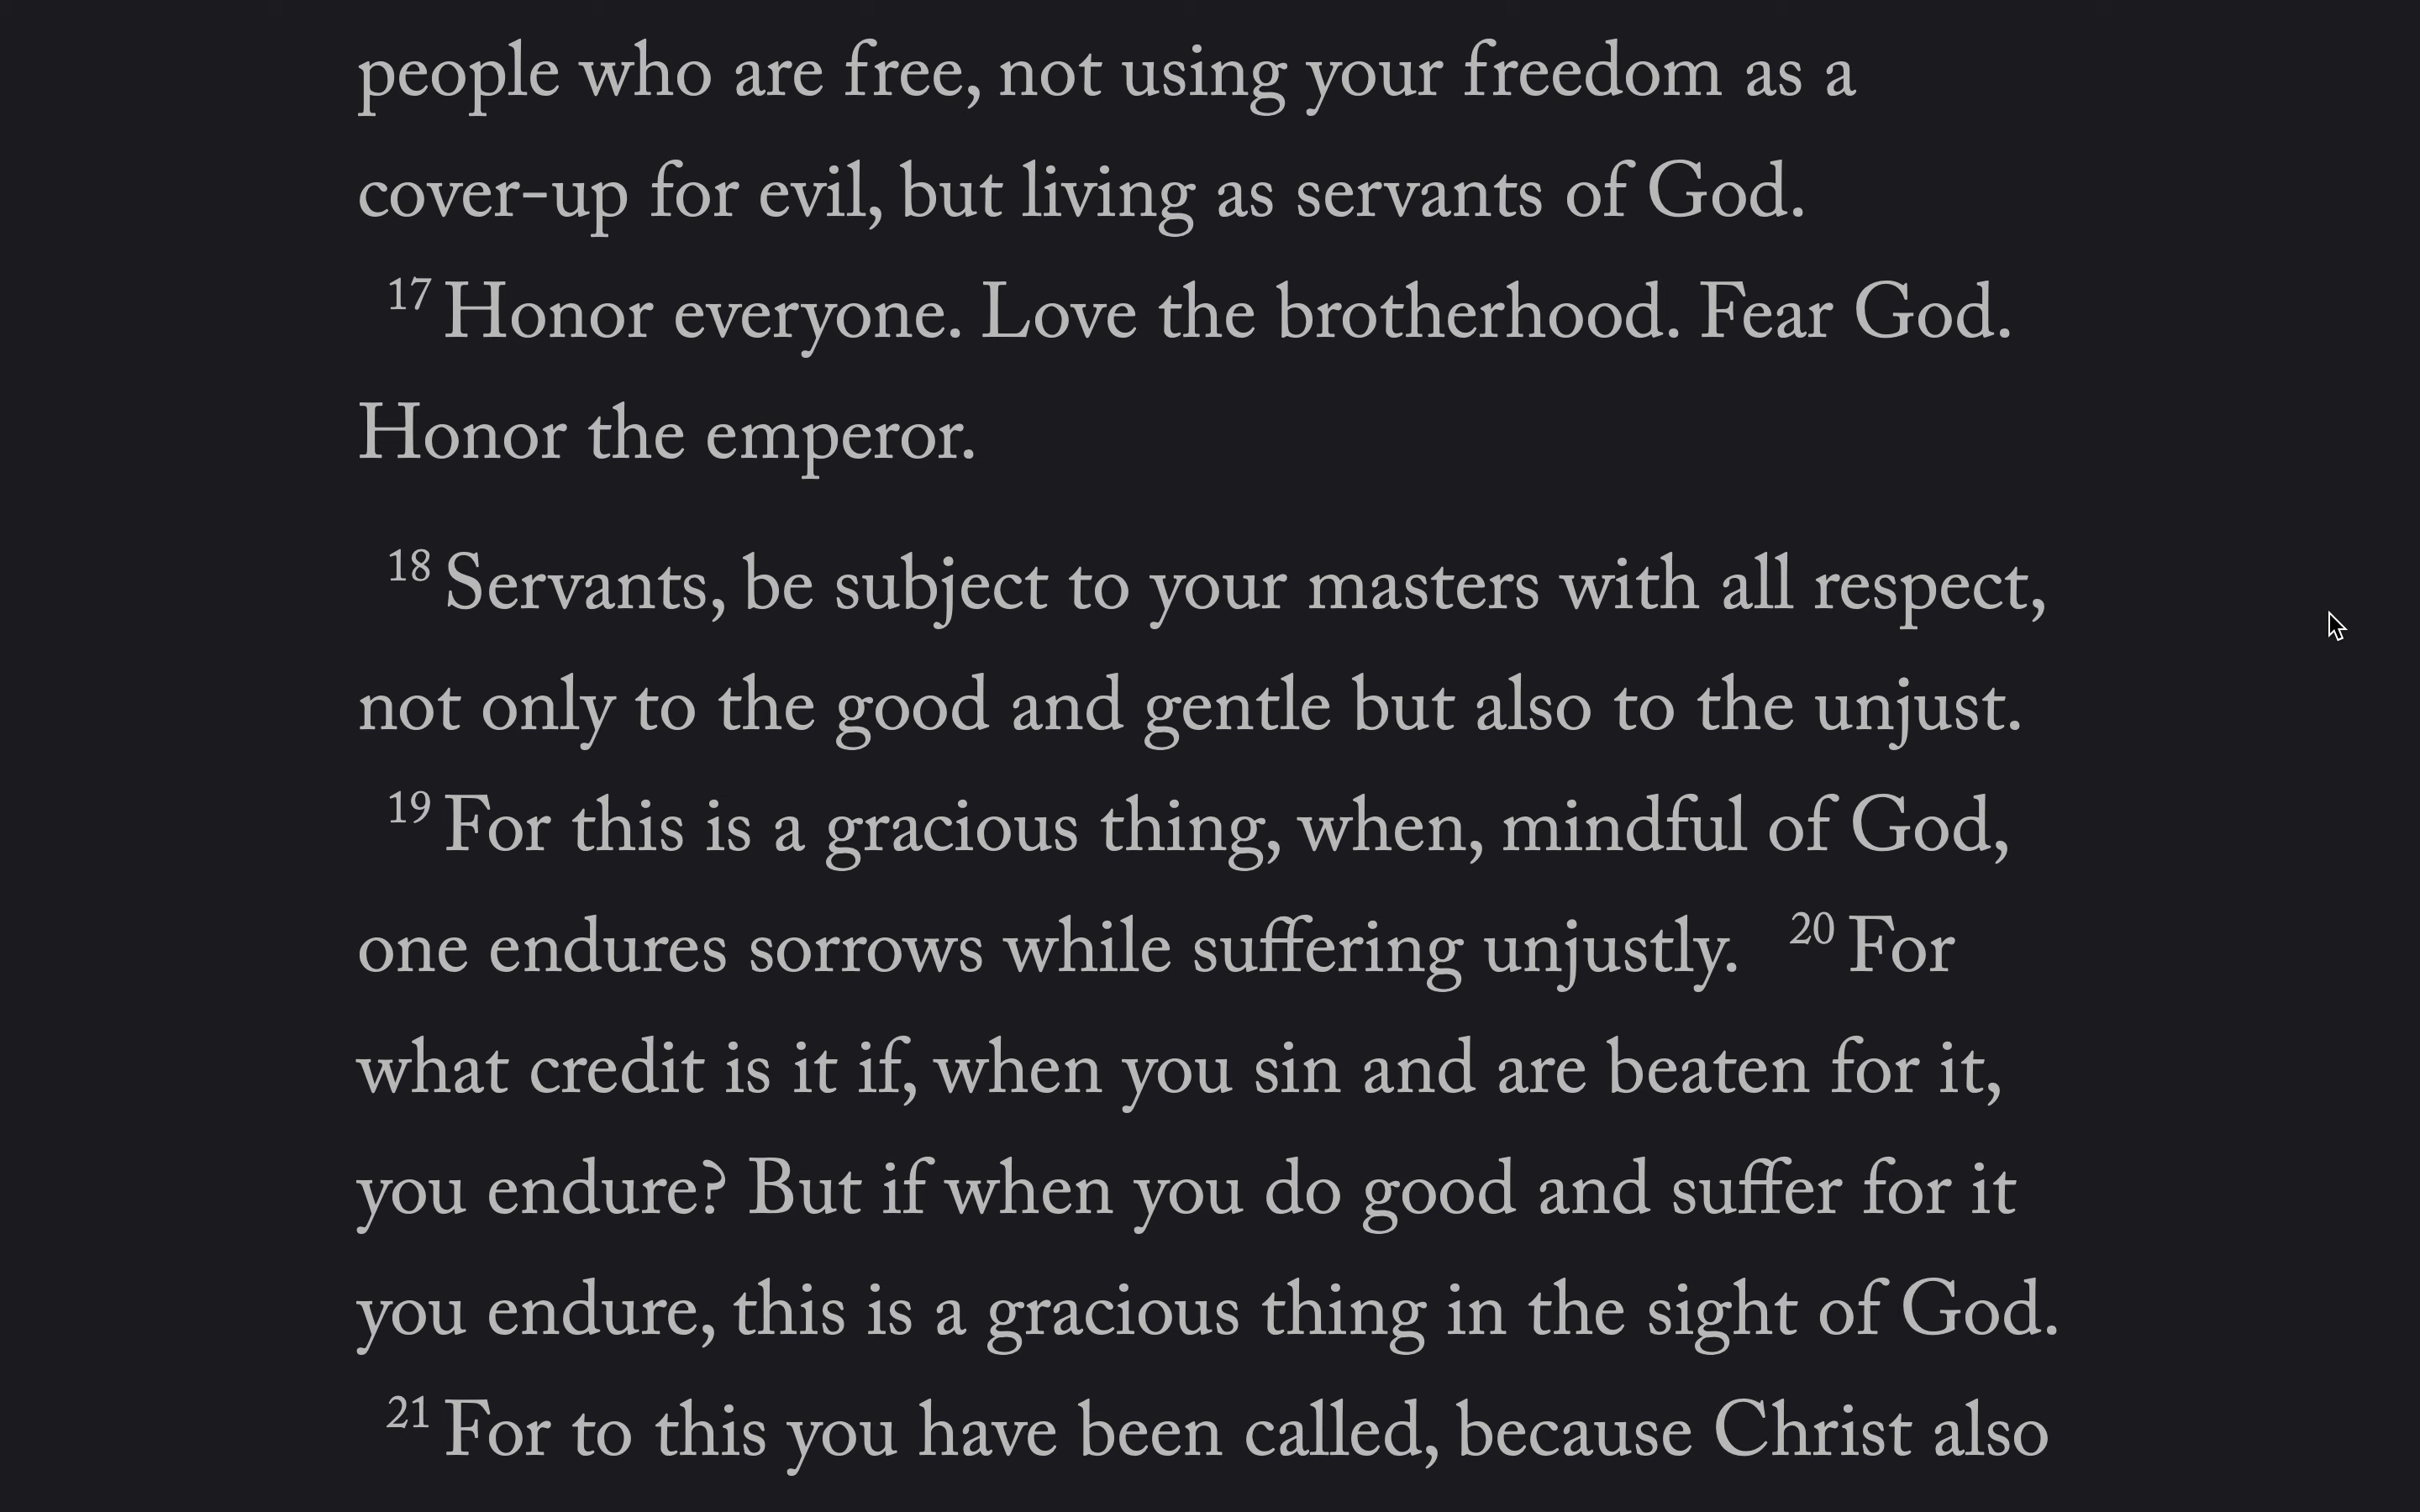 people who are free, not using your freedom as a
cover-up for evil, but living as servants of God.
17 Honor everyone. Love the brotherhood. Fear God.
Honor the emperor.
18 Servants, be subject to your masters with all respect,
not only to the good and gentle but also to the unjust.
19 For this is a gracious thing, when, mindful of God,
one endures sorrows while suffering unjustly. 20 For
what credit is it if, when you sin and are beaten for it,
you endure? But if when you do good and suffer for it
you endure, this is a gracious thing in the sight of God.
21 For to this you have been called, because Christ also